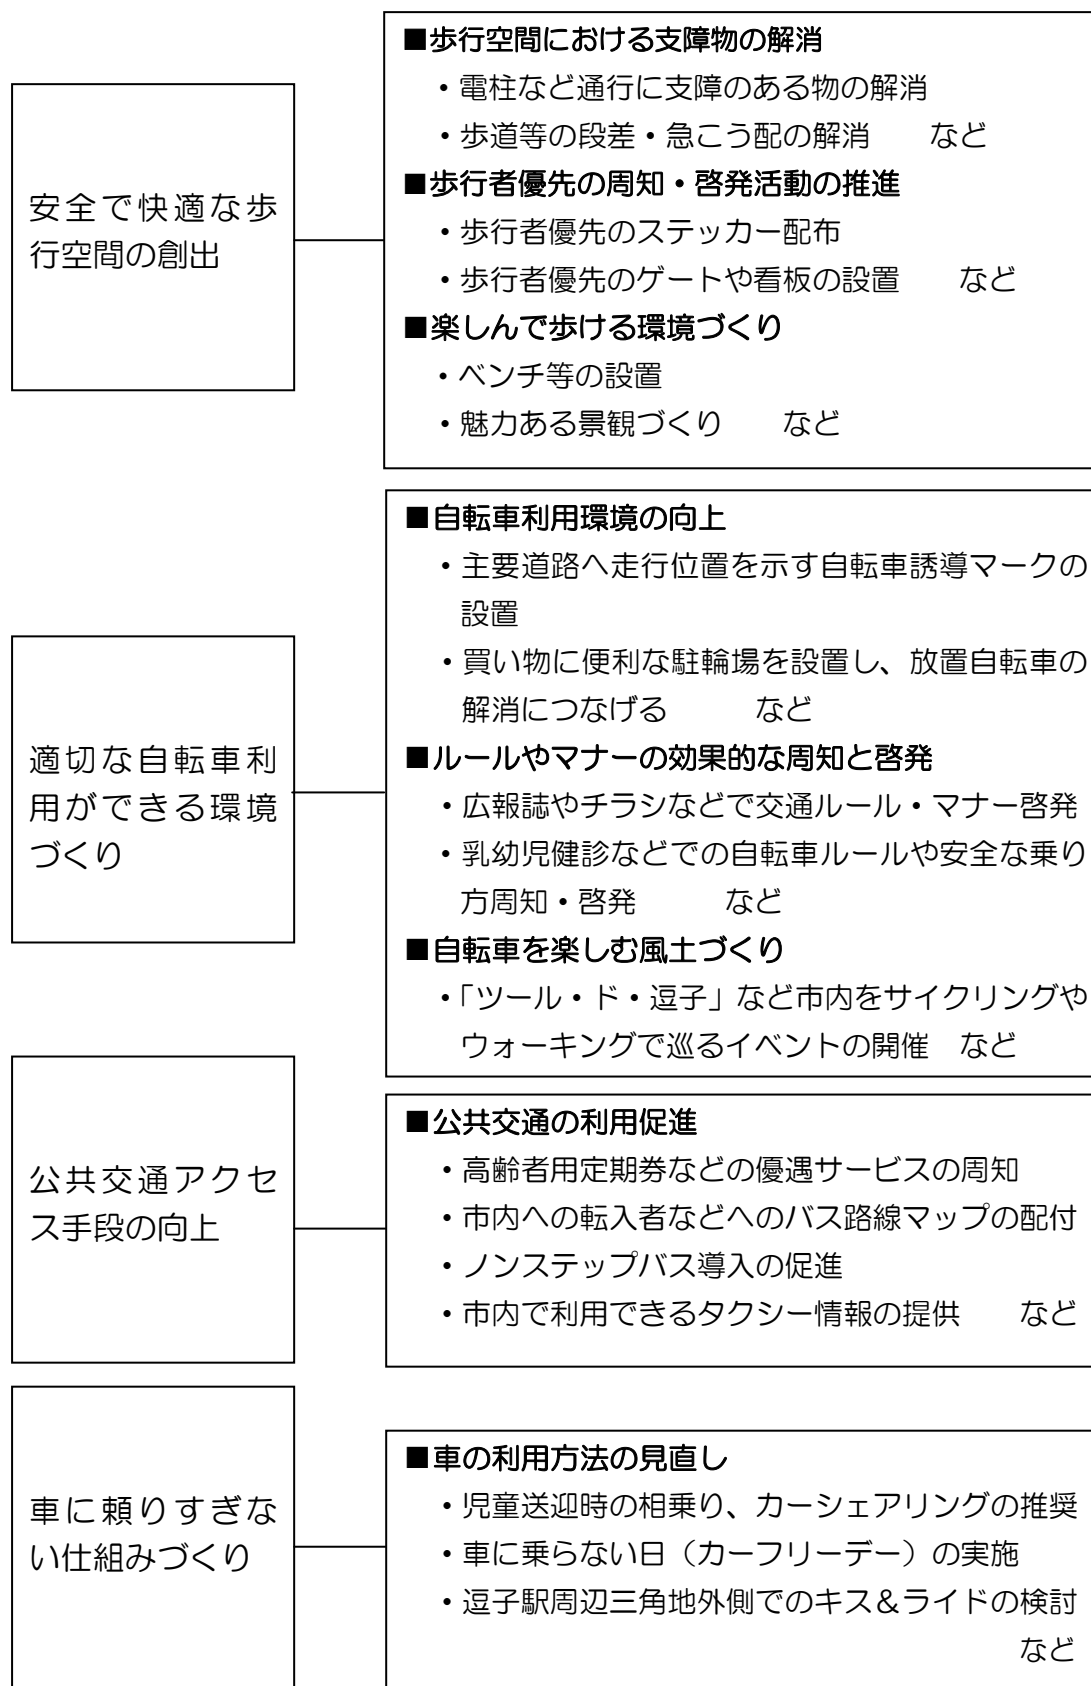 安全で快適な歩
行空間の創出
■歩行空間における支障物の解消
・電柱など通行に支障のある物の解消
・歩道等の段差・急こう配の解消　　など
■歩行者優先の周知・啓発活動の推進
・歩行者優先のステッカー配布
・歩行者優先のゲートや看板の設置　　など
■楽しんで歩ける環境づくり
・ベンチ等の設置
・魅力ある景観づくり　　など
適切な自転車利
用ができる環境
づくり
■自転車利用環境の向上
・主要道路へ走行位置を示す自転車誘導マークの
設置
・買い物に便利な駐輪場を設置し、放置自転車の
解消につなげる　　　など
■ルールやマナーの効果的な周知と啓発
・広報誌やチラシなどで交通ルール・マナー啓発
・乳幼児健診などでの自転車ルールや安全な乗り
方周知・啓発　　　など
■自転車を楽しむ風土づくり
・「ツール・ド・逗子」など市内をサイクリングや
ウォーキングで巡るイベントの開催　など
公共交通アクセ
ス手段の向上
■公共交通の利用促進
・高齢者用定期券などの優遇サービスの周知
・市内への転入者などへのバス路線マップの配付
・ノンステップバス導入の促進
・市内で利用できるタクシー情報の提供　　など
車に頼りすぎな
い仕組みづくり
■車の利用方法の見直し
・児童送迎時の相乗り、カーシェアリングの推奨
・車に乗らない日（カーフリーデー）の実施
・逗子駅周辺三角地外側でのキス＆ライドの検討
など